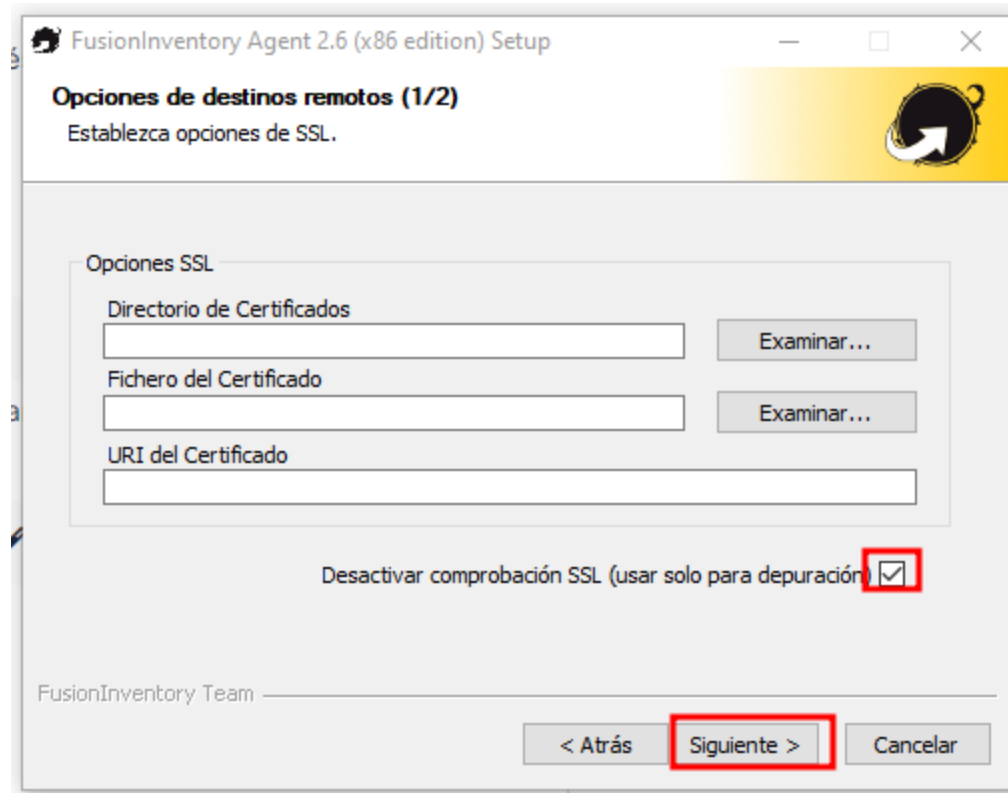 FusionInventory Agent 2.6 (x86 edition) Setup
Opciones de destinos remotos (1/2)
Establezca opciones de SSL.
Opciones SSL
Directorio de Certificados
Examinar...
Fichero del Certificado
Examinar...
URI del Certificado
Desactivar comprobación SSL (usar solo para depuración)
FusionInventory Team
< Atrás
Siguiente >
Cancelar